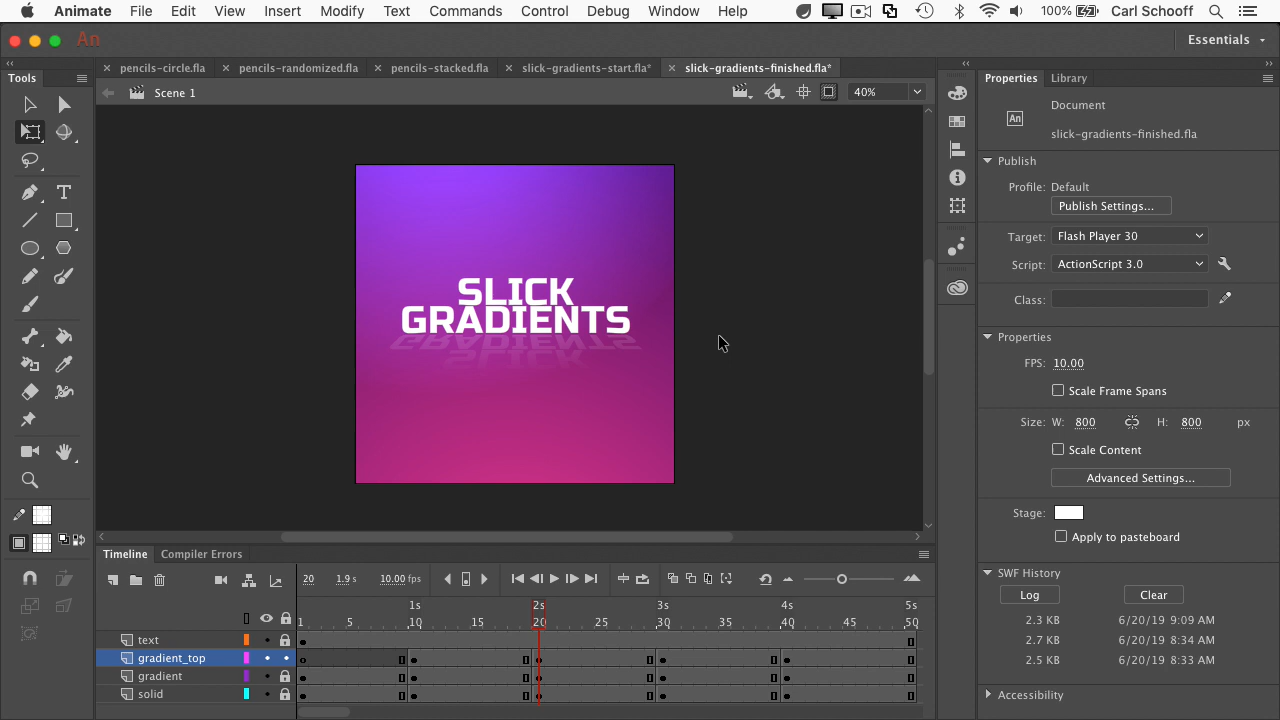 Animate File Edit View Insert Modify Text Commands Control Debug Window Help 100% Carl Schooff
An Essentials
Tools
pencils-circle.fla pencils-randomized.fla pencils-stacked.fla slick-gradients-start.fla* slick-gradients-finished.fla*
Scene 1 40%
SLICK
GRADIENTS
Properties Library
An Document
slick-gradients-finished.fla
Publish
Profile: Default
Publish Settings...
Target: Flash Player 30
Script: ActionScript 3.0
Class:
Properties
FPS: 10.00
Scale Frame Spans
Size: W: 800 H: 800 px
Scale Content
Advanced Settings...
Stage:
Apply to pasteboard
SWF History
Log Clear
2.3 KB 6/20/19 9:09 AM
2.7 KB 6/20/19 8:34 AM
2.5 KB 6/20/19 8:33 AM
Accessibility
Timeline Compiler Errors
20 1.9 s 10.00 fps
1s 2s 3s 4s 5s
1 5 10 15 20 25 30 35 40 45 50
text
gradient_top
gradient
solid